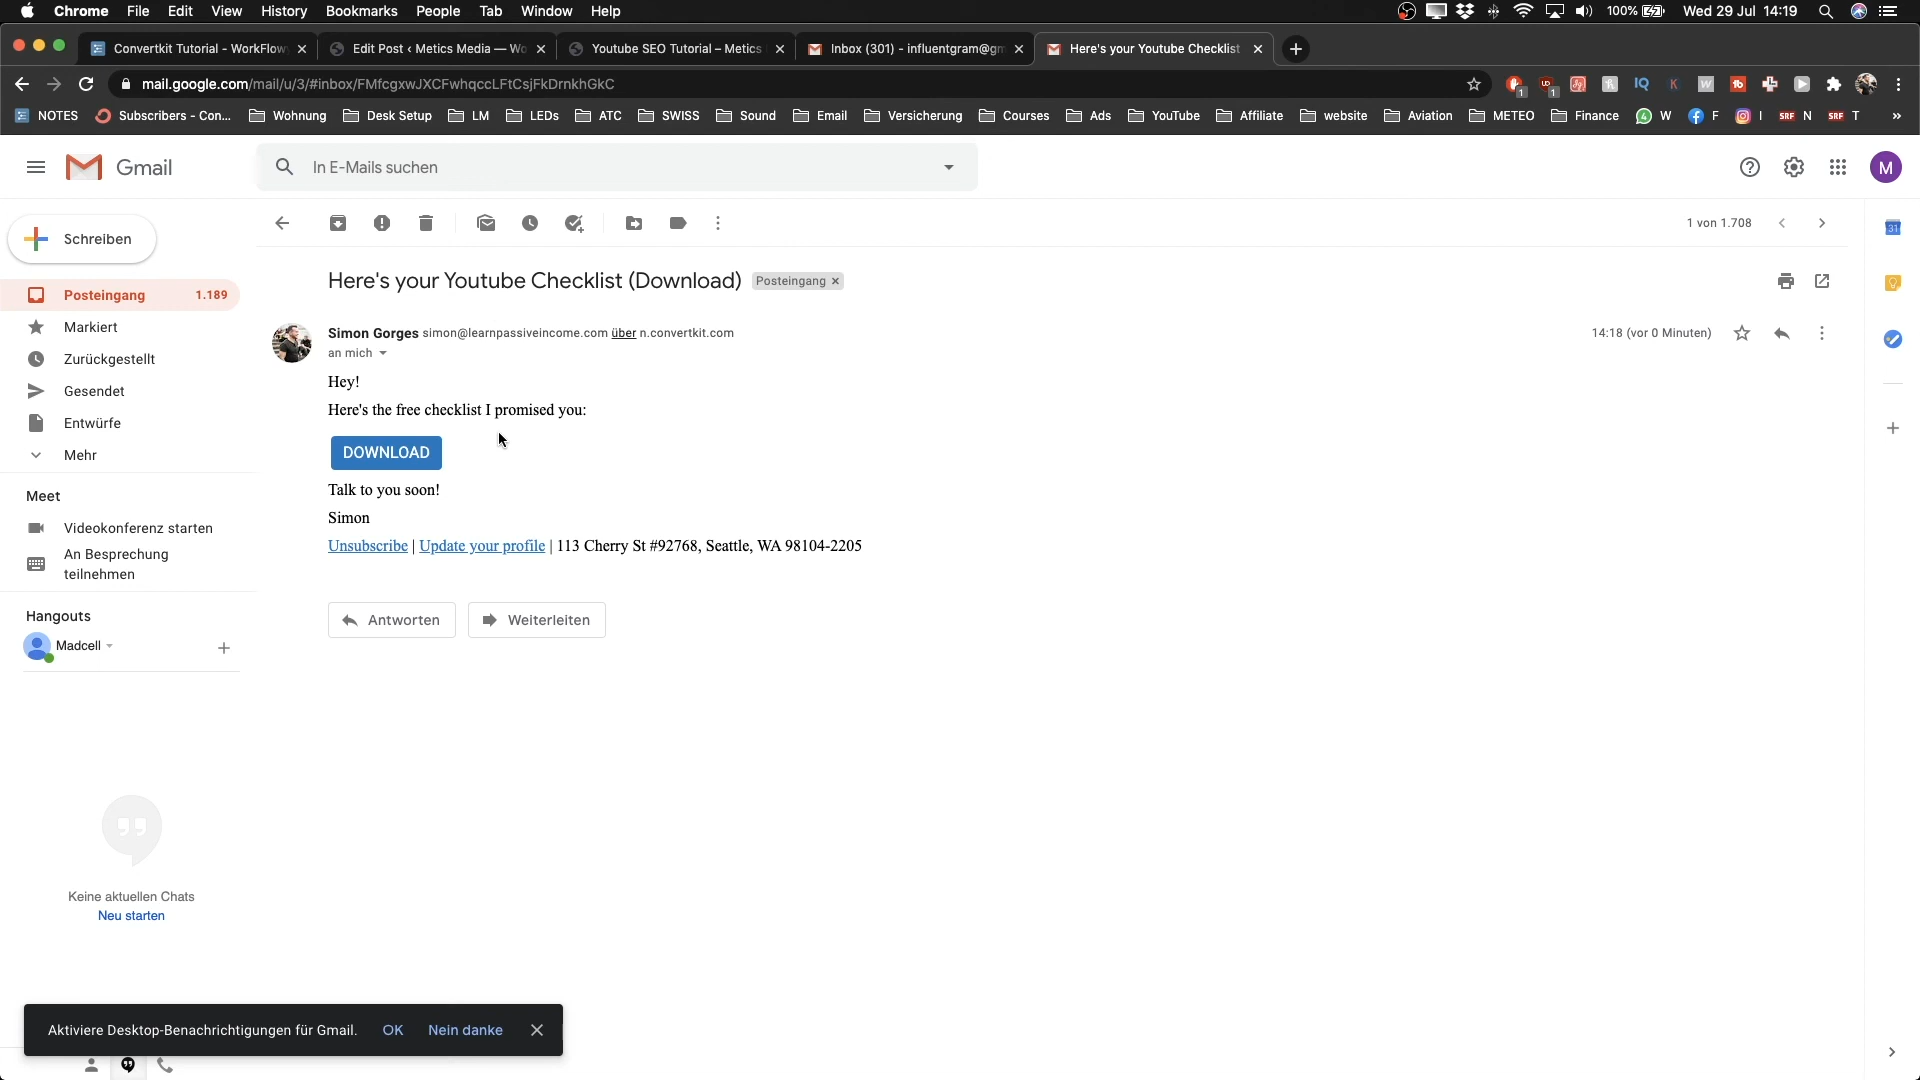 Chrome File Edit View History Bookmarks People Tab Window Help
100% Wed 29 Jul 14:19
Convertkit Tutorial - WorkFlowy
Edit Post ‹ Metics Media — Wo
Youtube SEO Tutorial – Metics
Inbox (301) - influentgram@gm
Here's your Youtube Checklist
mail.google.com/mail/u/3/#inbox/FMfcgxwJXCFwhqccLFtCsjFkDrnkhGkC
NOTES Subscribers - Con... Wohnung Desk Setup LM LEDs ATC SWISS Sound Email Versicherung Courses Ads YouTube Affiliate website Aviation METEO Finance W F I N T »
Gmail
In E-Mails suchen
M
Schreiben
1 von 1.708
Posteingang 1.189
Markiert
Zurückgestellt
Gesendet
Entwürfe
Mehr
Meet
Videokonferenz starten
An Besprechung
teilnehmen
Hangouts
Madcell
Keine aktuellen Chats
Neu starten
Here's your Youtube Checklist (Download) Posteingang
Simon Gorges simon@learnpassiveincome.com über n.convertkit.com
14:18 (vor 0 Minuten)
an mich
Hey!
Here's the free checklist I promised you:
DOWNLOAD
Talk to you soon!
Simon
Unsubscribe | Update your profile | 113 Cherry St #92768, Seattle, WA 98104-2205
Antworten Weiterleiten
Aktiviere Desktop-Benachrichtigungen für Gmail. OK Nein danke